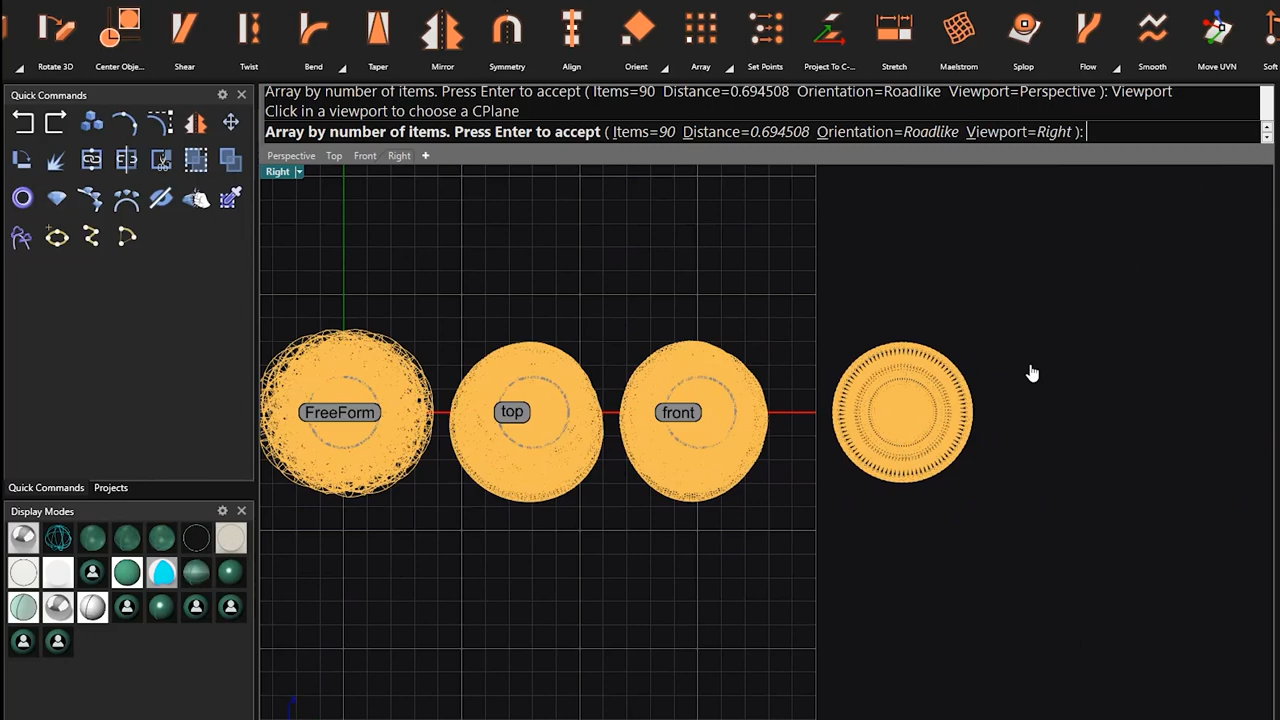 Rotate 3D
Center Obje...
Shear
Twist
Bend
Taper
Mirror
Symmetry
Align
Orient
Array
Set Points
Project To C-...
Stretch
Maelstrom
Splop
Flow
Smooth
Move UVN
Soft
Quick Commands
Array by number of items. Press Enter to accept ( Items=90 Distance=0.694508 Orientation=Roadlike Viewport=Perspective ): Viewport
Click in a viewport to choose a CPlane
Array by number of items. Press Enter to accept ( Items=90 Distance=0.694508 Orientation=Roadlike Viewport=Right ):
Perspective Top Front Right
Right
FreeForm
top
front
Quick Commands Projects
Display Modes